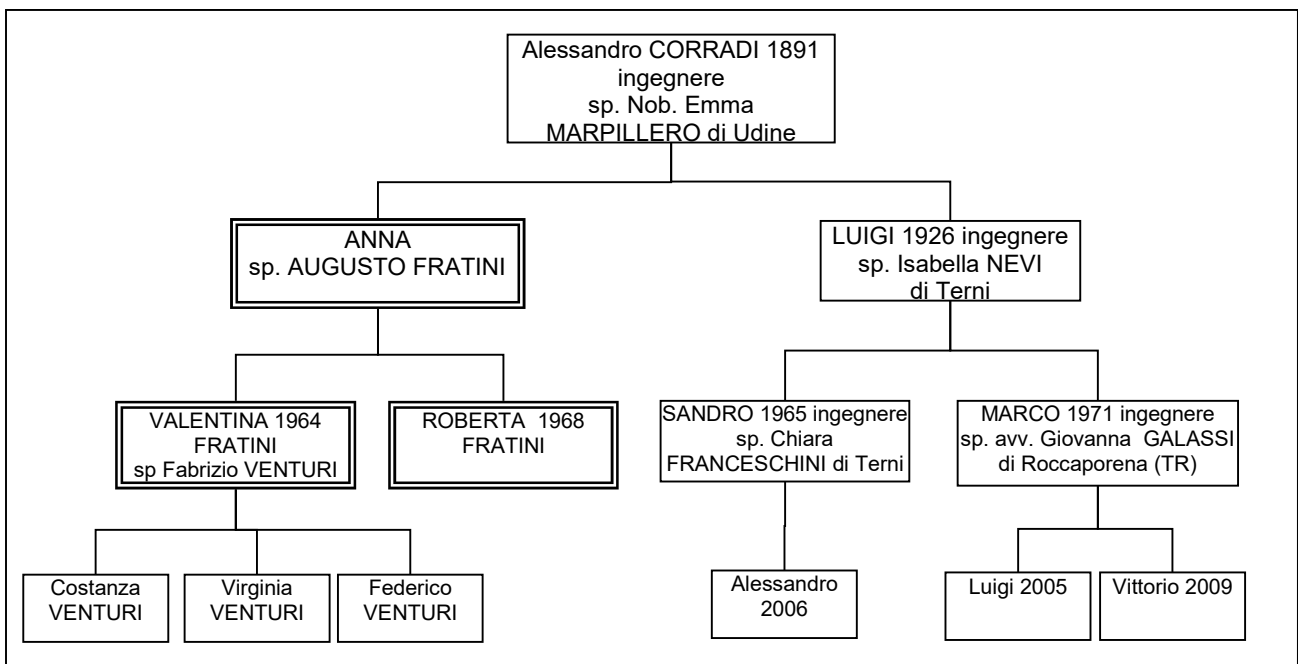 Alessandro CORRADI 1891
ingegnere
sp. Nob. Emma
MARPILLERO di Udine
ANNA
sp. AUGUSTO FRATINI
LUIGI 1926 ingegnere
sp. Isabella NEVI
di Terni
VALENTINA 1964
FRATINI
sp Fabrizio VENTURI
ROBERTA 1968
FRATINI
SANDRO 1965 ingegnere
sp. Chiara
FRANCESCHINI di Terni
MARCO 1971 ingegnere
sp. avv. Giovanna GALASSI
di Roccaporena (TR)
Costanza
VENTURI
Virginia
VENTURI
Federico
VENTURI
Alessandro
2006
Luigi 2005
Vittorio 2009